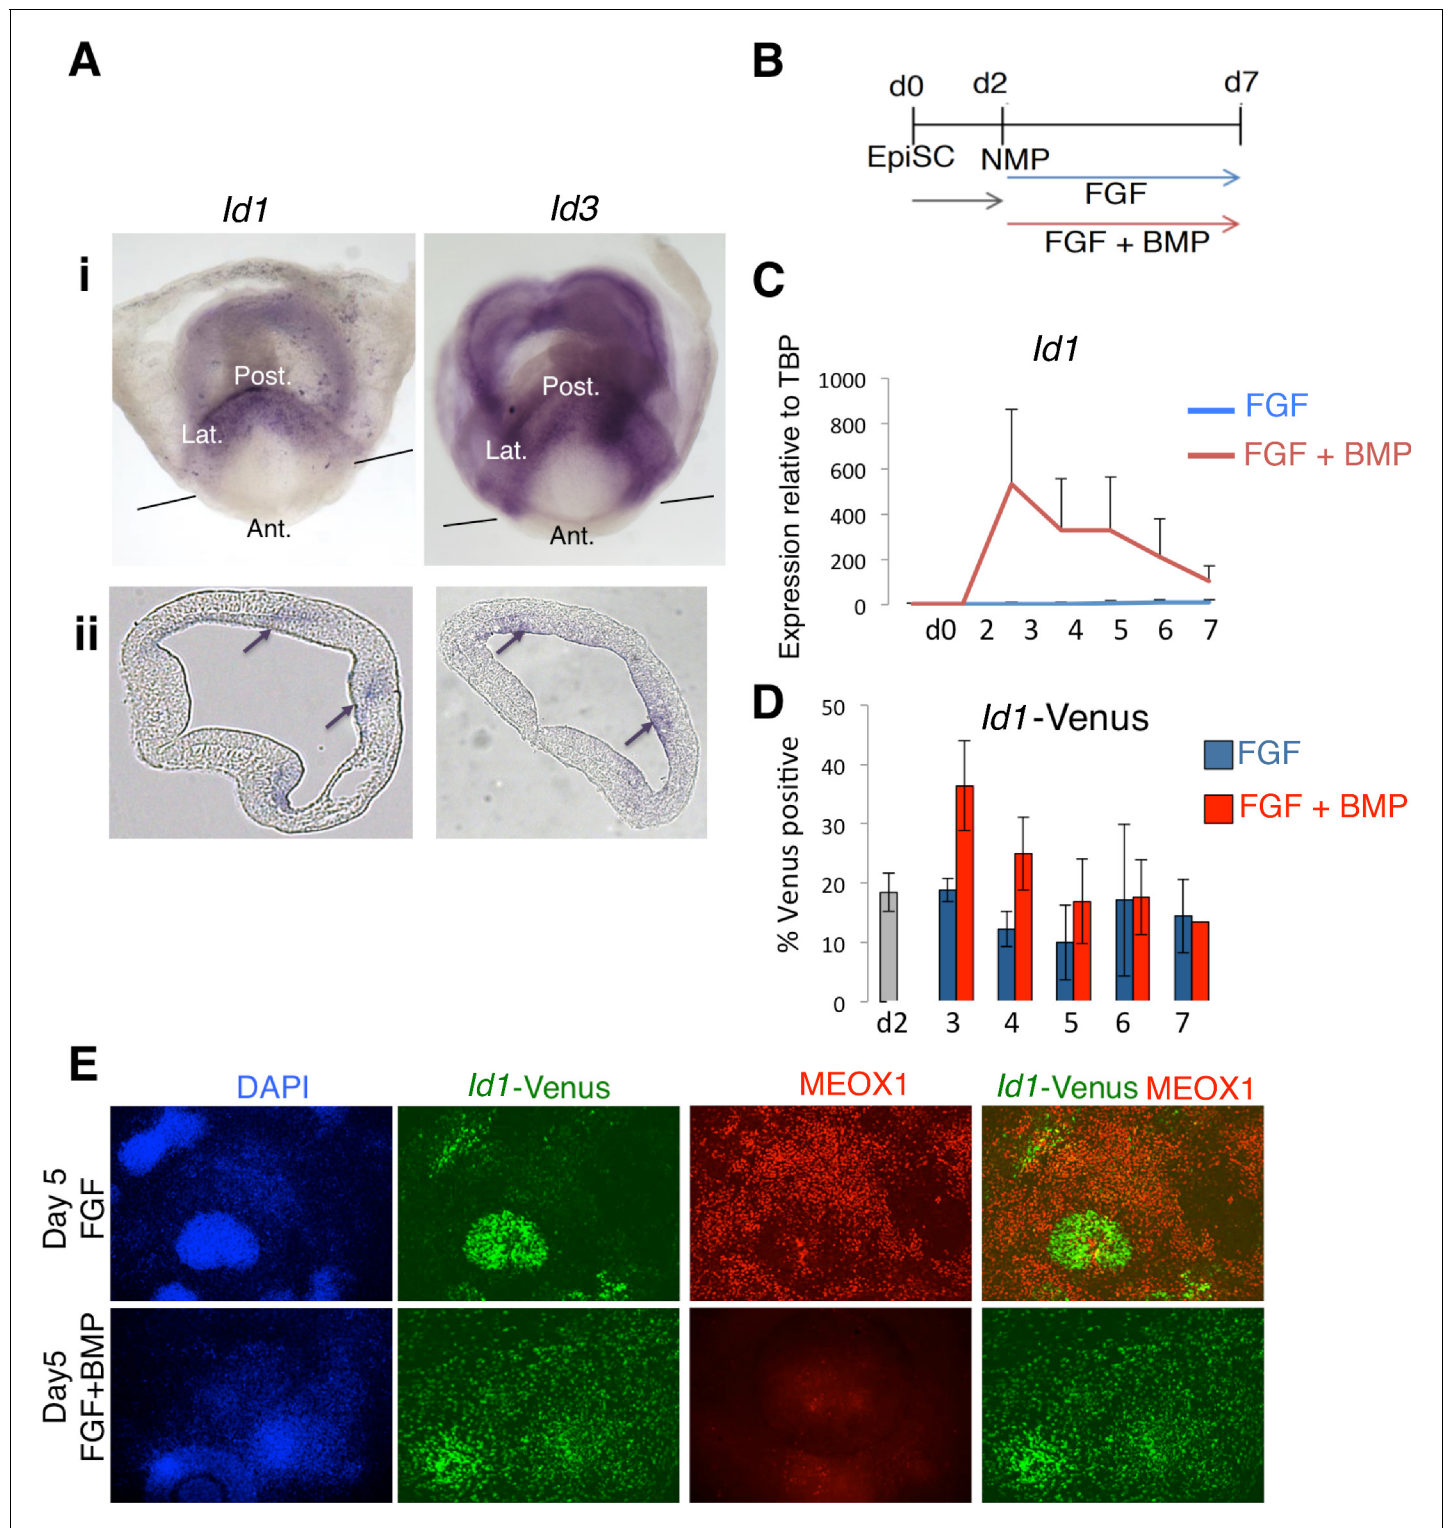 A
Id1 Id3
i
Post.
Lat.
Ant.
Post.
Lat.
Ant.
ii
B
d0 d2 d7
EpiSC NMP
FGF
FGF + BMP
C
Id1
Expression relative to TBP
1000
800
600
400
200
0
d0 2 3 4 5 6 7
FGF
FGF + BMP
D
Id1-Venus
% Venus positive
50
40
30
20
10
0
d2 3 4 5 6 7
FGF
FGF + BMP
E
DAPI Id1-Venus MEOX1 Id1-Venus MEOX1
Day 5
FGF
Day5
FGF+BMP